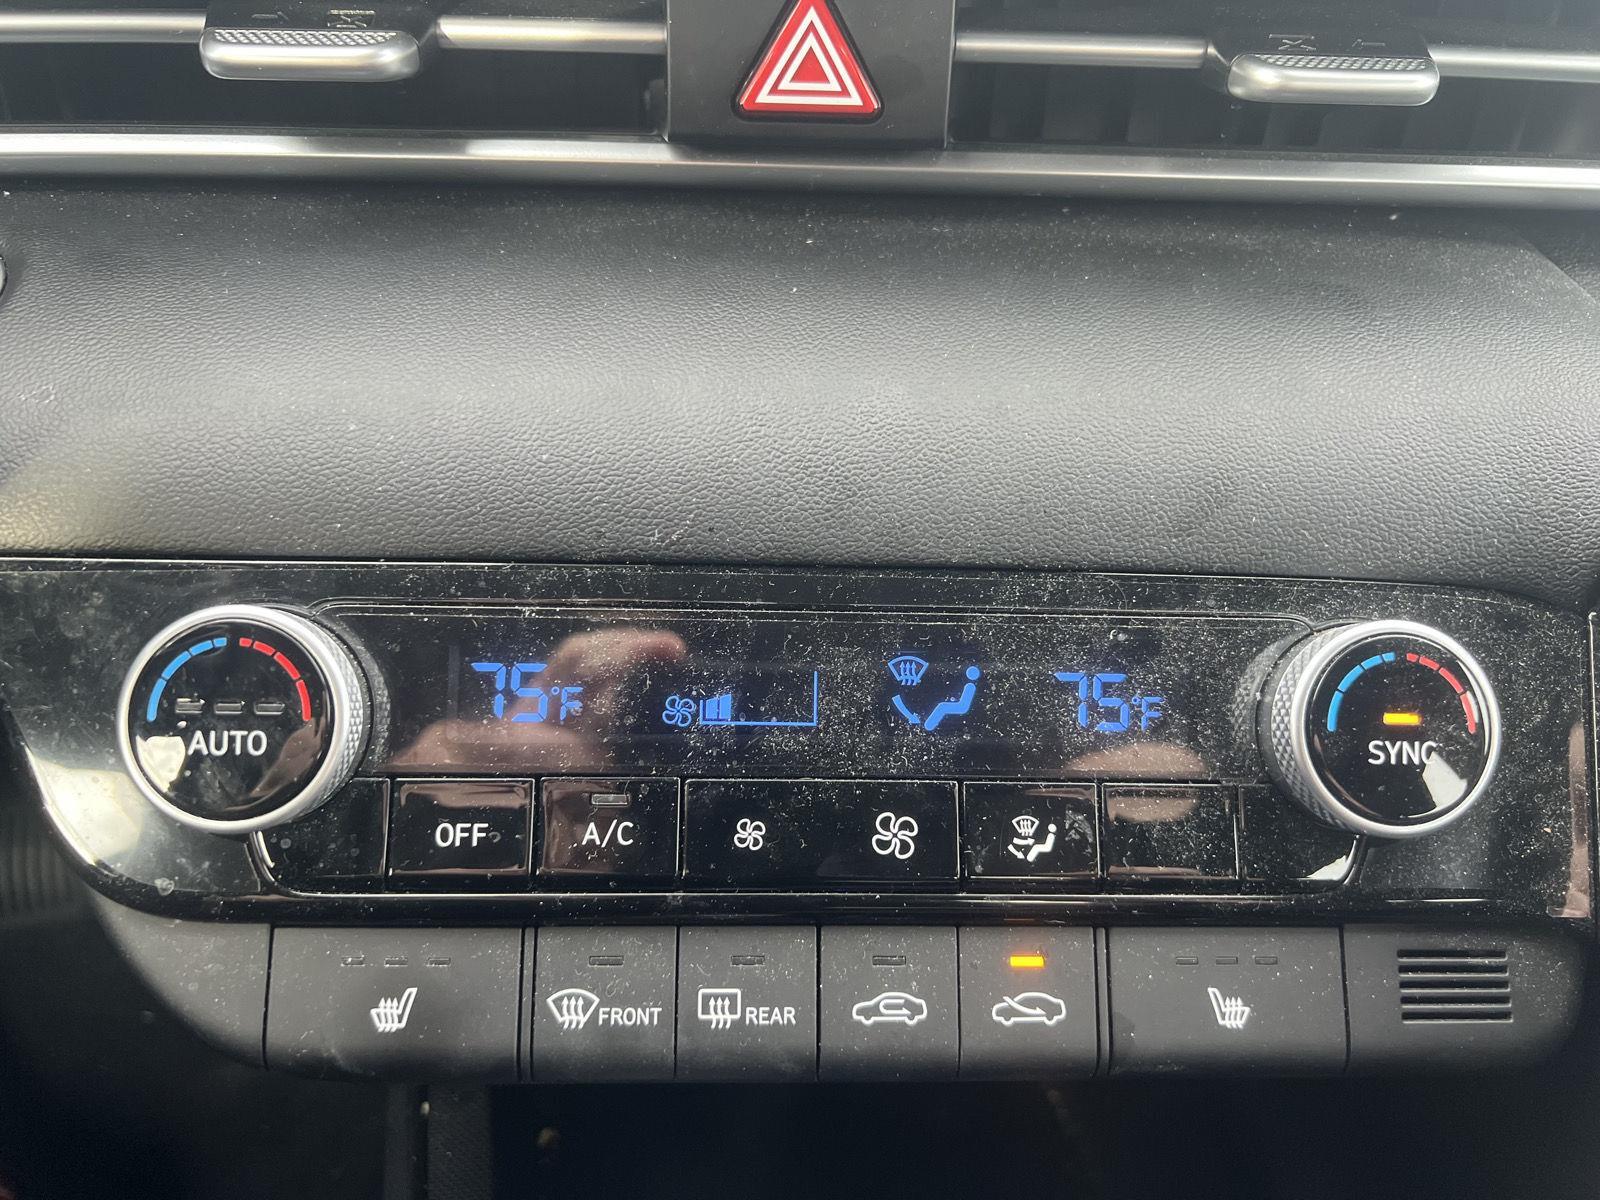 75°F
75°F
AUTO
SYNC
OFF
A/C
FRONT
REAR